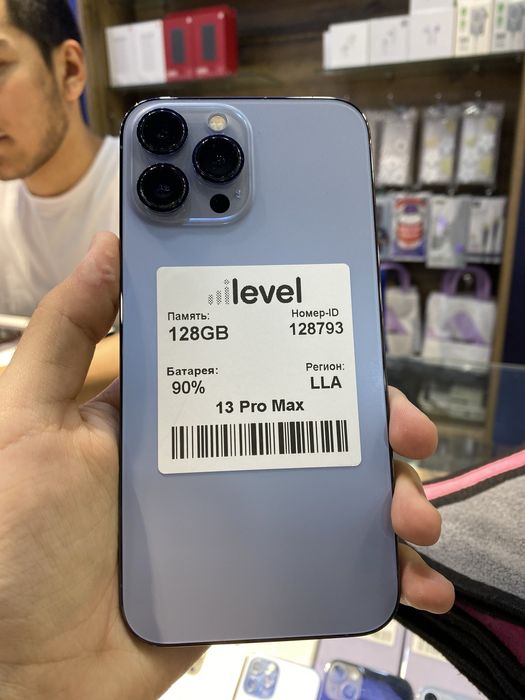 level
Память: Номер-ID
128GB 128793
Батарея: Регион:
90% LLA
13 Pro Max